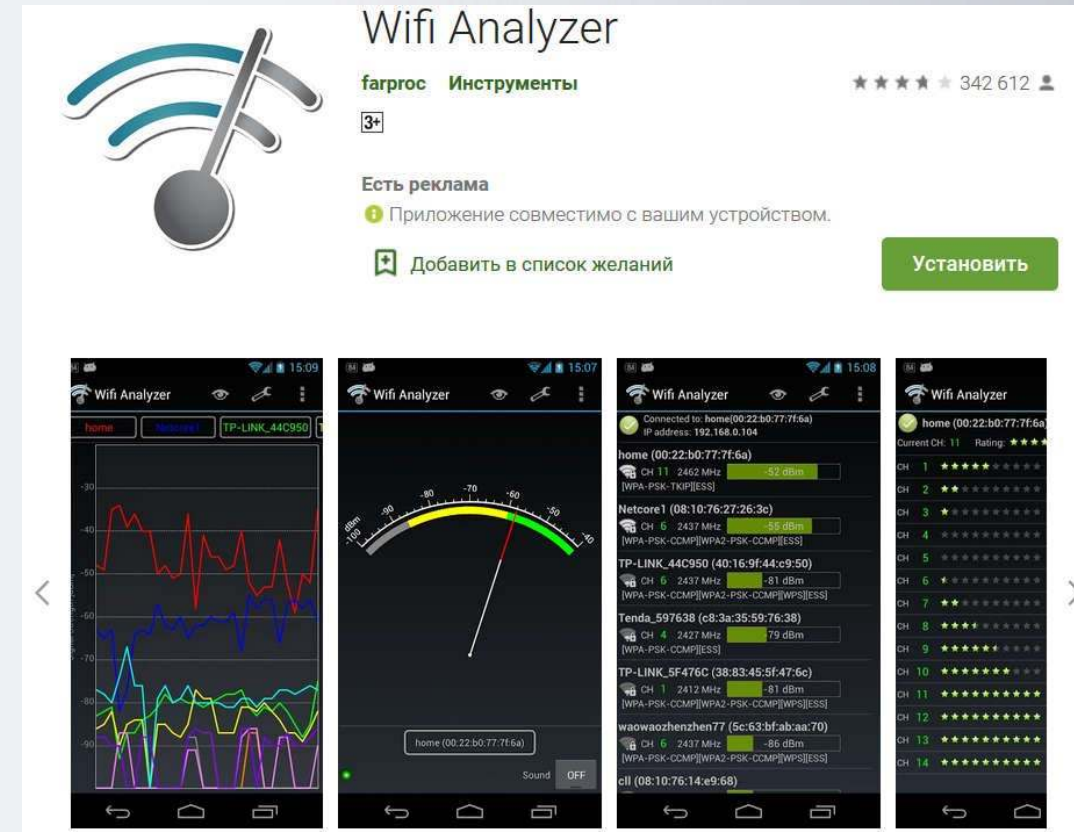 Wifi Analyzer
farproc Инструменты
342 612
3+
Есть реклама
Приложение совместимо с вашим устройством.
Добавить в список желаний
Установить
15:09
Wifi Analyzer
home Netcore1 TP-LINK_44C950
-30
-40
-50
-60
-70
-80
-90
15:07
Wifi Analyzer
dBm
-100
-90
-80
-70
-60
-50
-40
home (00:22:b0:77:7f:6a)
Sound OFF
15:08
Wifi Analyzer
Connected to: home(00:22:b0:77:7f:6a)
IP address: 192.168.0.104
home (00:22:b0:77:7f:6a)
CH 11 2462 MHz -52 dBm
[WPA-PSK-TKIP][ESS]
Netcore1 (08:10:76:27:26:3c)
CH 6 2437 MHz -55 dBm
[WPA-PSK-CCMP][WPA2-PSK-CCMP][ESS]
TP-LINK_44C950 (40:16:9f:44:c9:50)
CH 6 2437 MHz -81 dBm
[WPA-PSK-CCMP][WPA2-PSK-CCMP][WPS][ESS]
Tenda_597638 (c8:3a:35:59:76:38)
CH 4 2427 MHz -79 dBm
[WPA-PSK-CCMP][ESS]
TP-LINK_5F476C (38:83:45:5f:47:6c)
CH 1 2412 MHz -81 dBm
[WPA-PSK-CCMP][WPA2-PSK-CCMP][WPS][ESS]
waowaozhenzhen77 (5c:63:bf:ab:aa:70)
CH 6 2437 MHz -86 dBm
[WPA-PSK-CCMP][WPA2-PSK-CCMP][WPS][ESS]
cll (08:10:76:14:e9:68)
Wifi Analyzer
home (00:22:b0:77:7f:6a)
Current CH: 11 Rating:
CH 1
CH 2
CH 3
CH 4
CH 5
CH 6
CH 7
CH 8
CH 9
CH 10
CH 11
CH 12
CH 13
CH 14